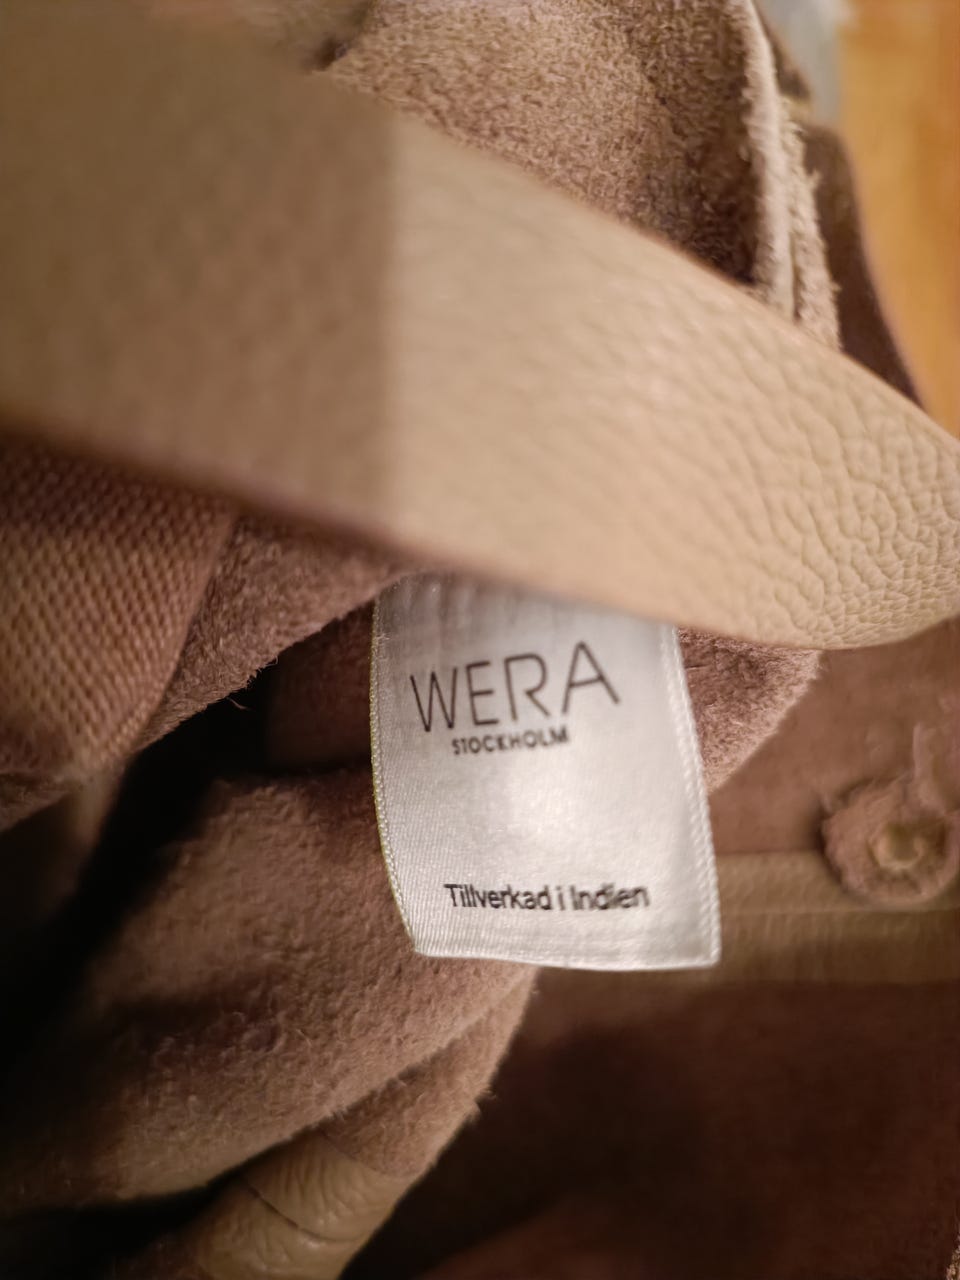 WERA
STOCKHOLM
Tillverkad i Indien